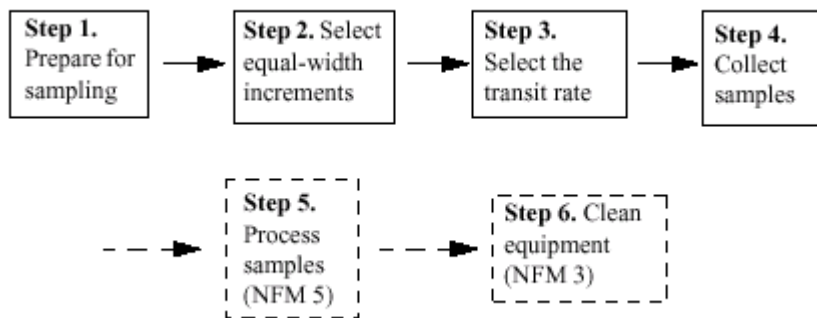 Step 1.
Prepare for
sampling
Step 2. Select
equal-width
increments
Step 3.
Select the
transit rate
Step 4.
Collect
samples
Step 5.
Process
samples
(NFM 5)
Step 6. Clean
equipment
(NFM 3)